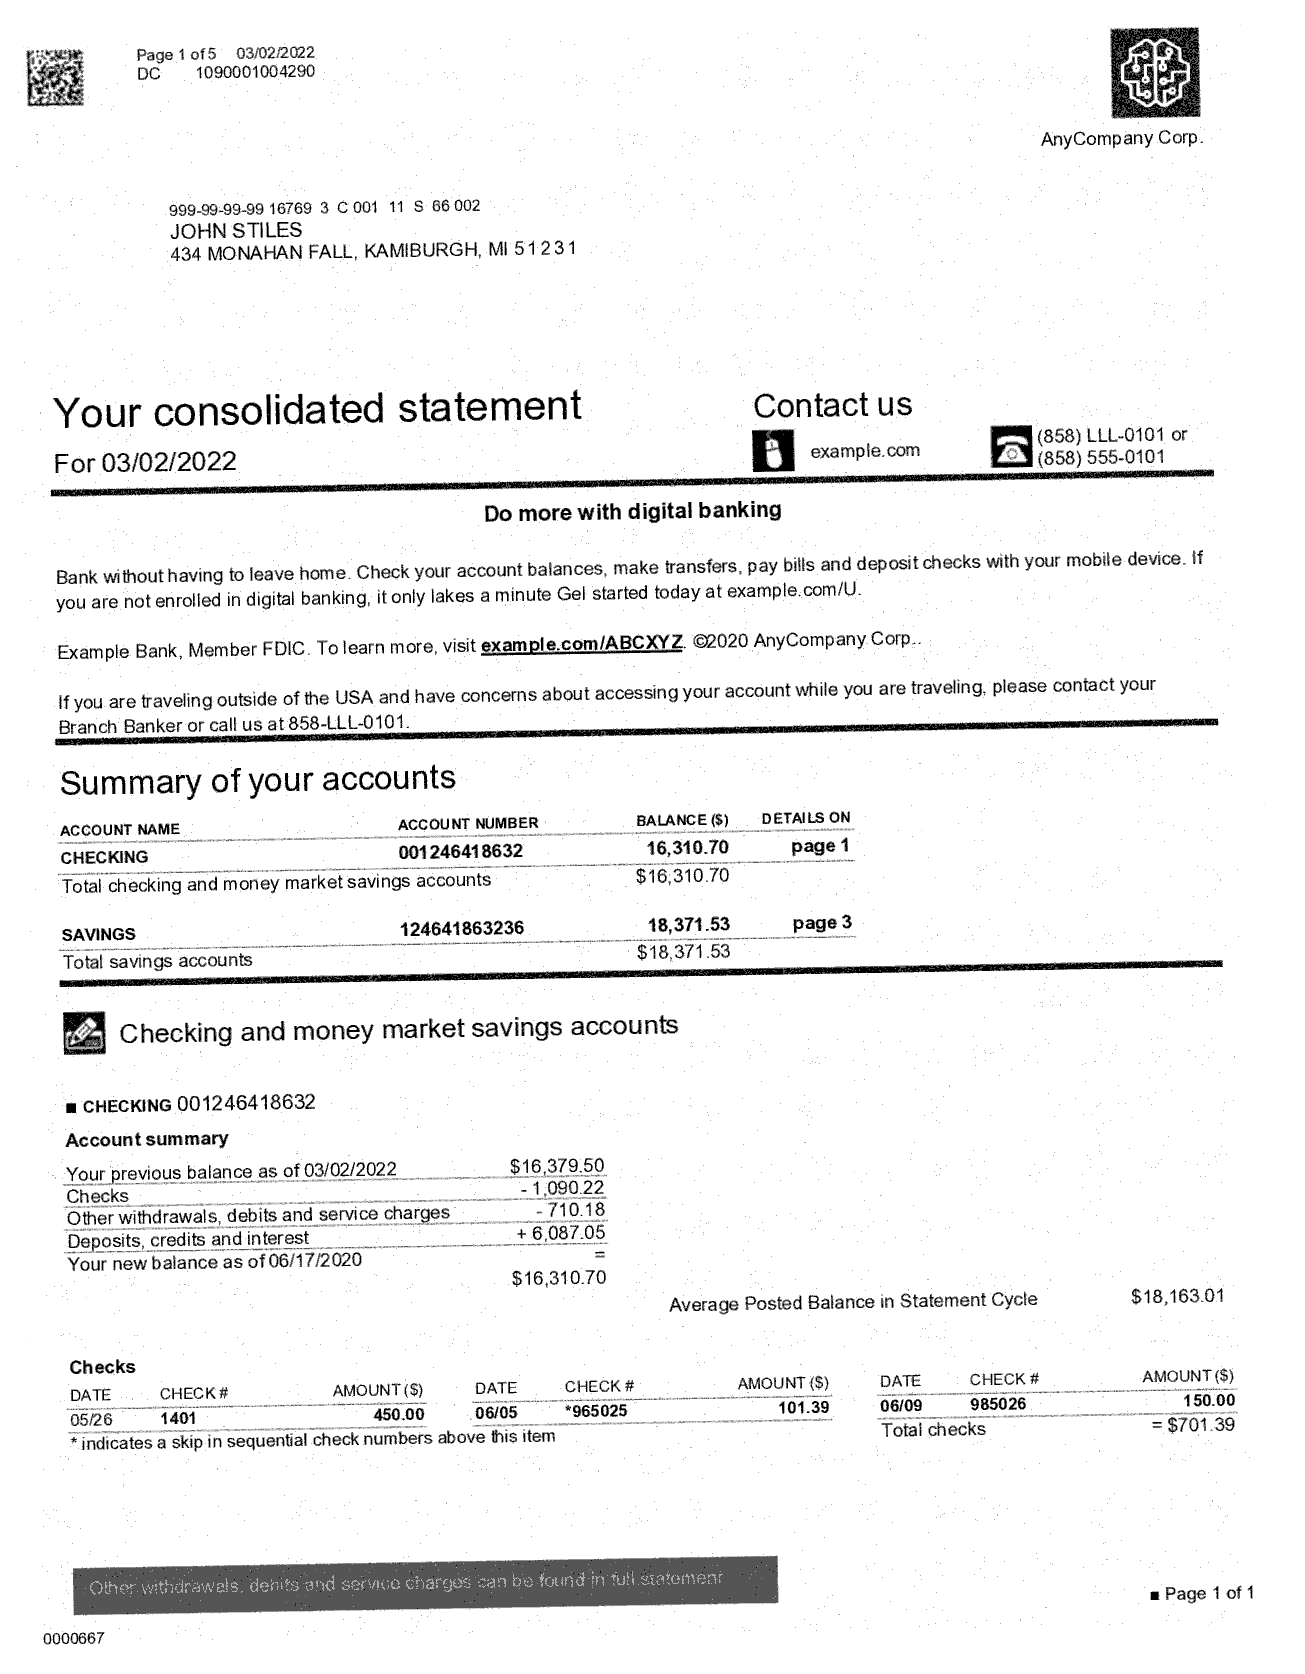 Page 1 of 5 03/02/2022
DC 1090001004290
AnyCompany Corp.
999-99-99-99 16769 3 C 001 11 S 66 002
JOHN STILES
434 MONAHAN FALL, KAMIBURGH, MI 51231
Your consolidated statement
For 03/02/2022
Contact us
example.com
(858) LLL-0101 or
(858) 555-0101
Do more with digital banking
Bank without having to leave home. Check your account balances, make transfers, pay bills and deposit checks with your mobile device. If
you are not enrolled in digital banking, it only lakes a minute Gel started today at example.com/U.
Example Bank, Member FDIC. To learn more, visit example.com/ABCXYZ. ©2020 AnyCompany Corp..
If you are traveling outside of the USA and have concerns about accessing your account while you are traveling, please contact your
Branch Banker or call us at 858-LLL-0101.
Summary of your accounts
ACCOUNT NAME ACCOUNT NUMBER BALANCE ($) DETAILS ON
CHECKING 001246418632 16,310.70 page 1
Total checking and money market savings accounts $16,310.70
SAVINGS 124641863236 18,371.53 page 3
Total savings accounts $18,371.53
Checking and money market savings accounts
■ CHECKING 001246418632
Account summary
Your previous balance as of 03/02/2022 $16,379.50
Checks - 1,090.22
Other withdrawals, debits and service charges - 710.18
Deposits, credits and interest + 6,087.05
Your new balance as of 06/17/2020 =
$16,310.70
Average Posted Balance in Statement Cycle $18,163.01
Checks
DATE CHECK # AMOUNT ($) DATE CHECK # AMOUNT ($) DATE CHECK # AMOUNT ($)
05/26 1401 450.00 06/05 *965025 101.39 06/09 985026 150.00
* indicates a skip in sequential check numbers above this item Total checks = $701.39
Other withdrawals, debits and service charges can be found in full statement
■ Page 1 of 1
0000667